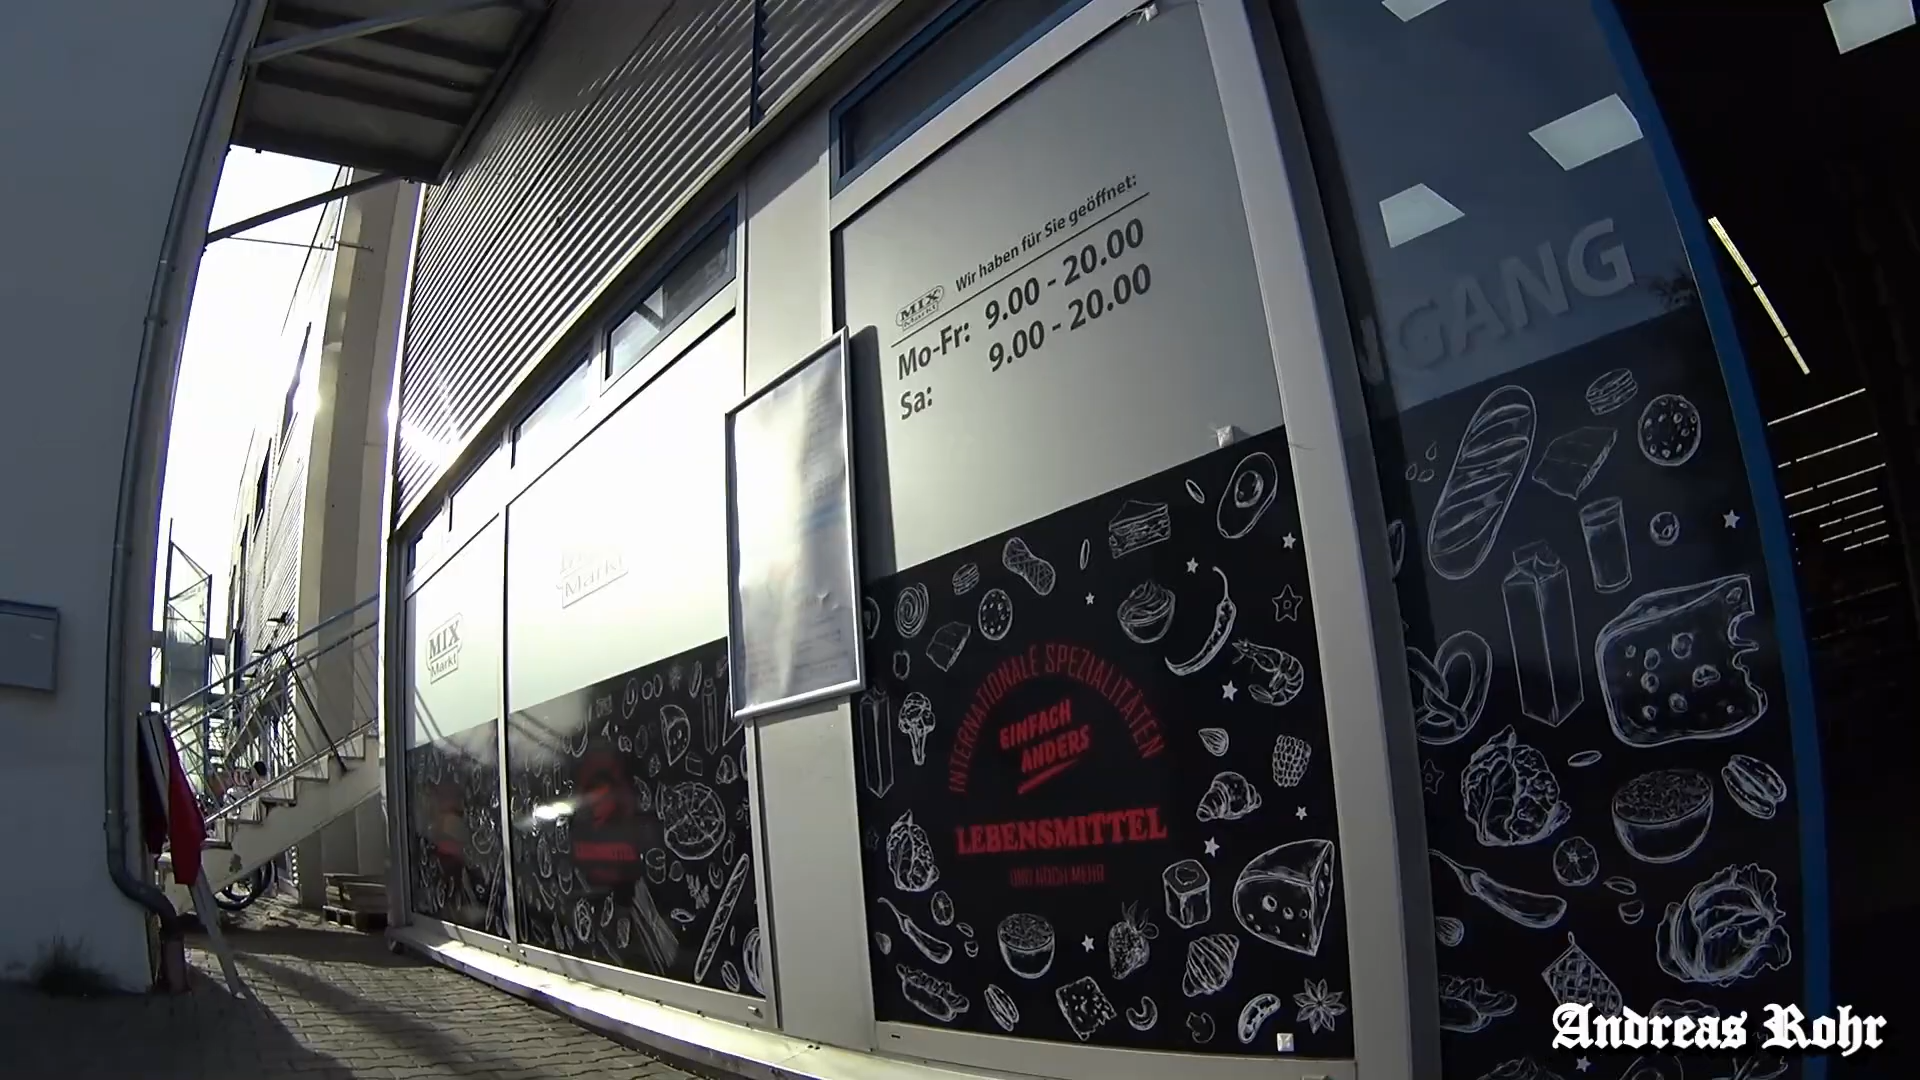 MIX
Markt
Wir haben für Sie geöffnet:
Mo-Fr: 9.00 - 20.00
Sa: 9.00 - 20.00
NGANG
MIX
Markt
Markt
INTERNATIONALE SPEZIALITÄTEN
EINFACH
ANDERS
LEBENSMITTEL
UND NOCH MEHR
LEBENSMITTEL
Andreas Rohr